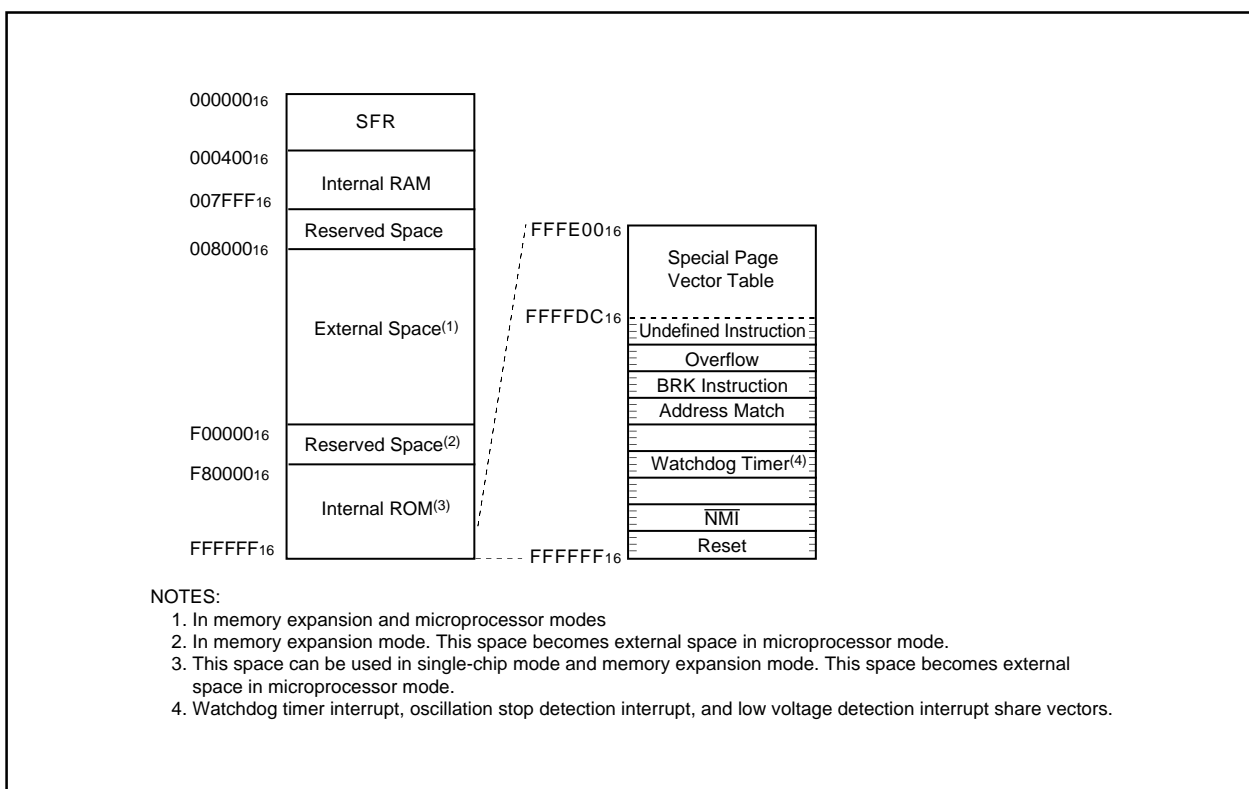 000000₁₆
SFR
000400₁₆
Internal RAM
007FFF₁₆
Reserved Space
008000₁₆
External Space(1)
F00000₁₆
Reserved Space(2)
F80000₁₆
Internal ROM(3)
FFFFFF₁₆
FFFE00₁₆
Special Page
Vector Table
FFFFDC₁₆
Undefined Instruction
Overflow
BRK Instruction
Address Match
Watchdog Timer(4)
NMI
Reset
FFFFFF₁₆
NOTES:
1. In memory expansion and microprocessor modes
2. In memory expansion mode. This space becomes external space in microprocessor mode.
3. This space can be used in single-chip mode and memory expansion mode. This space becomes external
space in microprocessor mode.
4. Watchdog timer interrupt, oscillation stop detection interrupt, and low voltage detection interrupt share vectors.